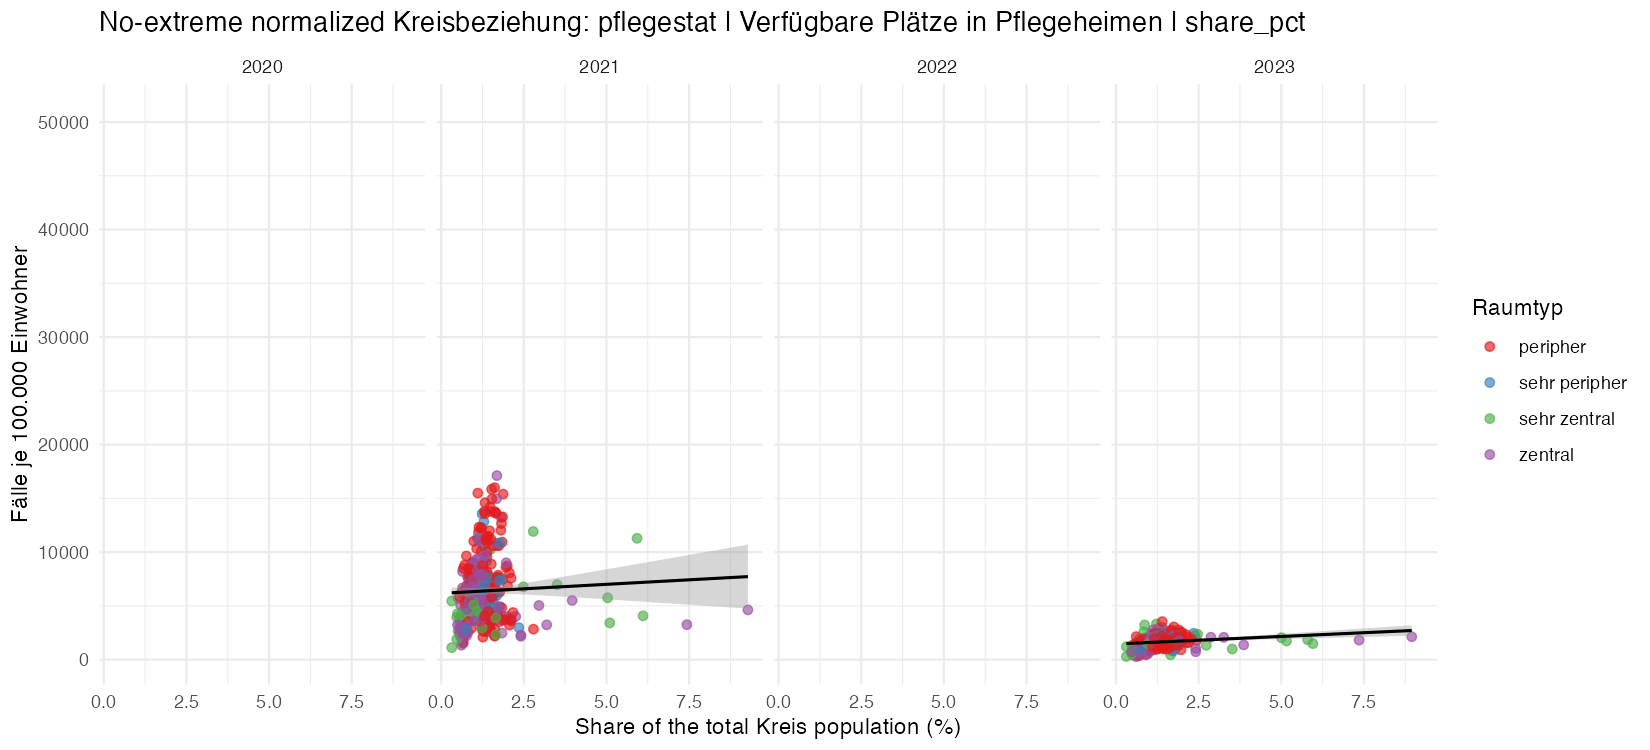 No-extreme normalized Kreisbeziehung: pflegestat | Verfügbare Plätze in Pflegeheimen | share_pct
2020 2021 2022 2023
Fälle je 100.000 Einwohner
50000
40000
30000
20000
10000
0
0.0 2.5 5.0 7.5 0.0 2.5 5.0 7.5 0.0 2.5 5.0 7.5 0.0 2.5 5.0 7.5
Share of the total Kreis population (%)
Raumtyp
peripher
sehr peripher
sehr zentral
zentral